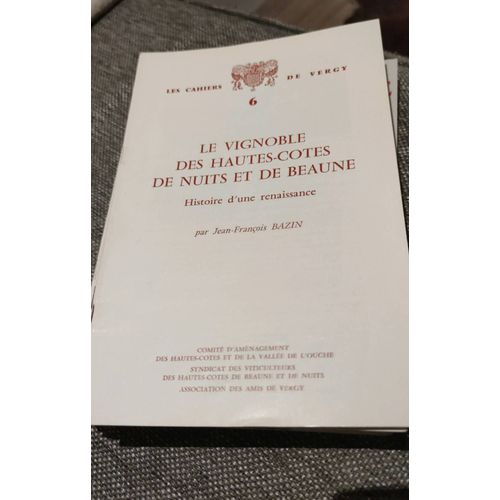 LES CAHIERS DE VERGY
6
LE VIGNOBLE
DES HAUTES-COTES
DE NUITS ET DE BEAUNE
Histoire d'une renaissance
par Jean-François BAZIN
COMITÉ D'AMÉNAGEMENT
DES HAUTES-COTES ET DE LA VALLÉE DE L'OUCHE
SYNDICAT DES VITICULTEURS
DES HAUTES-COTES DE BEAUNE ET DE NUITS
ASSOCIATION DES AMIS DE VERGY